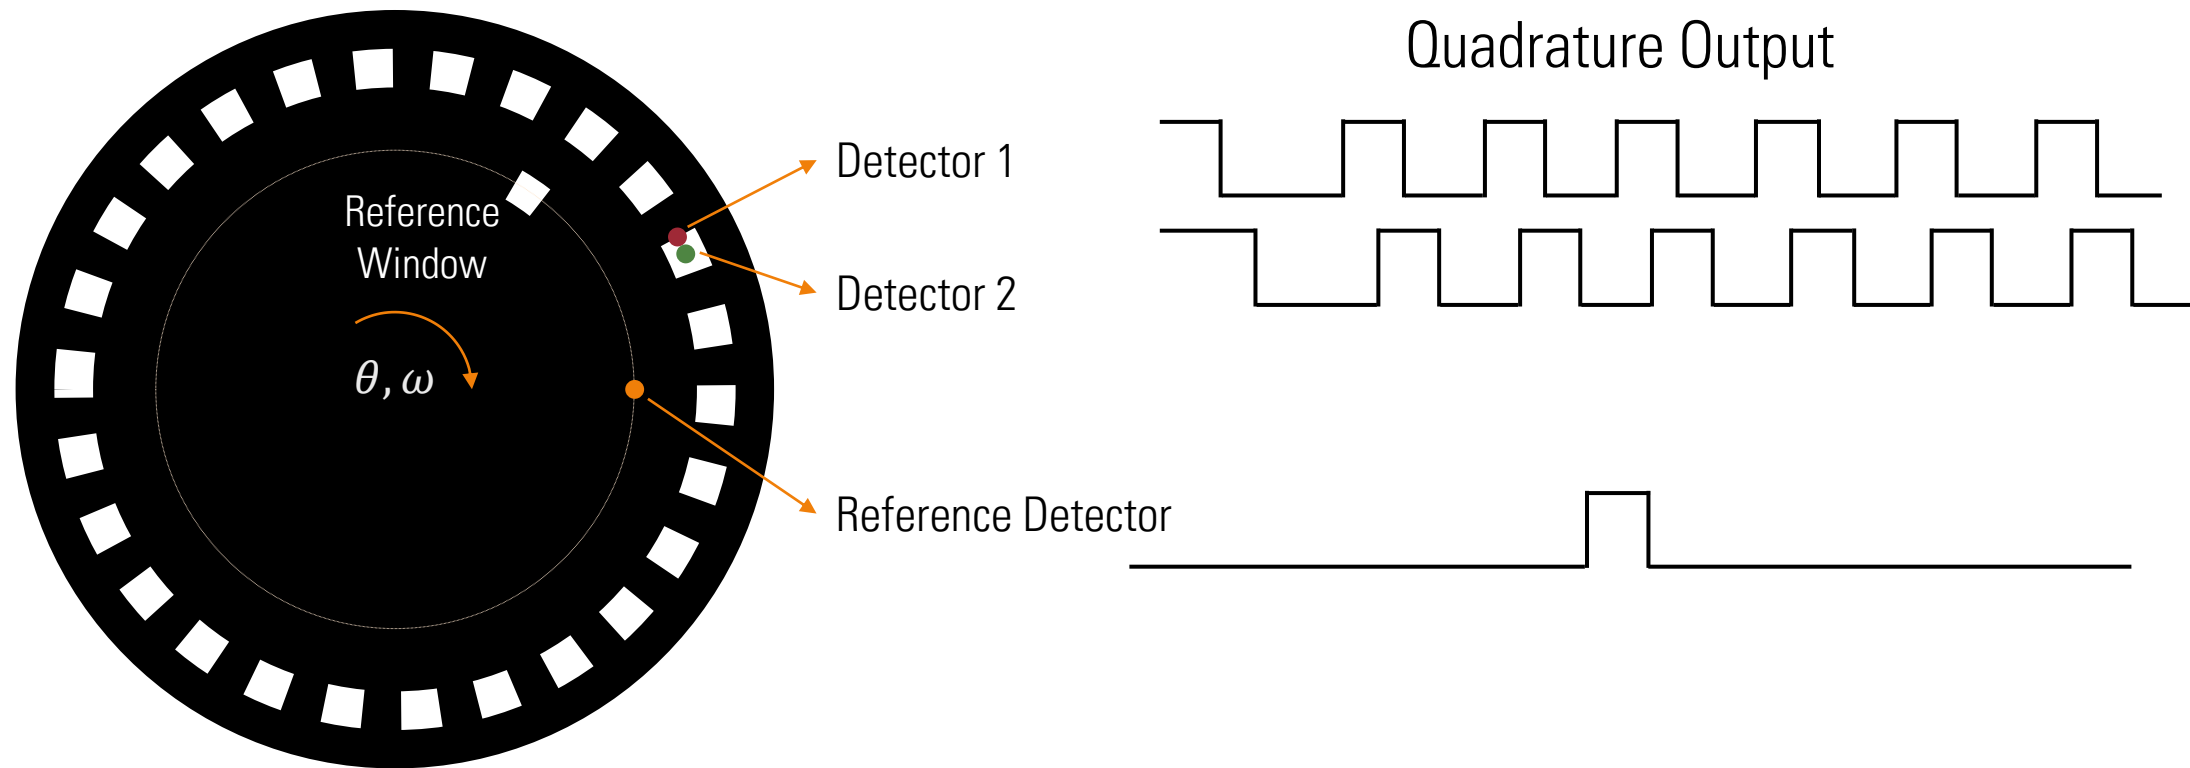 Quadrature Output
Detector 1
Reference
Window
Detector 2
θ, ω
Reference Detector